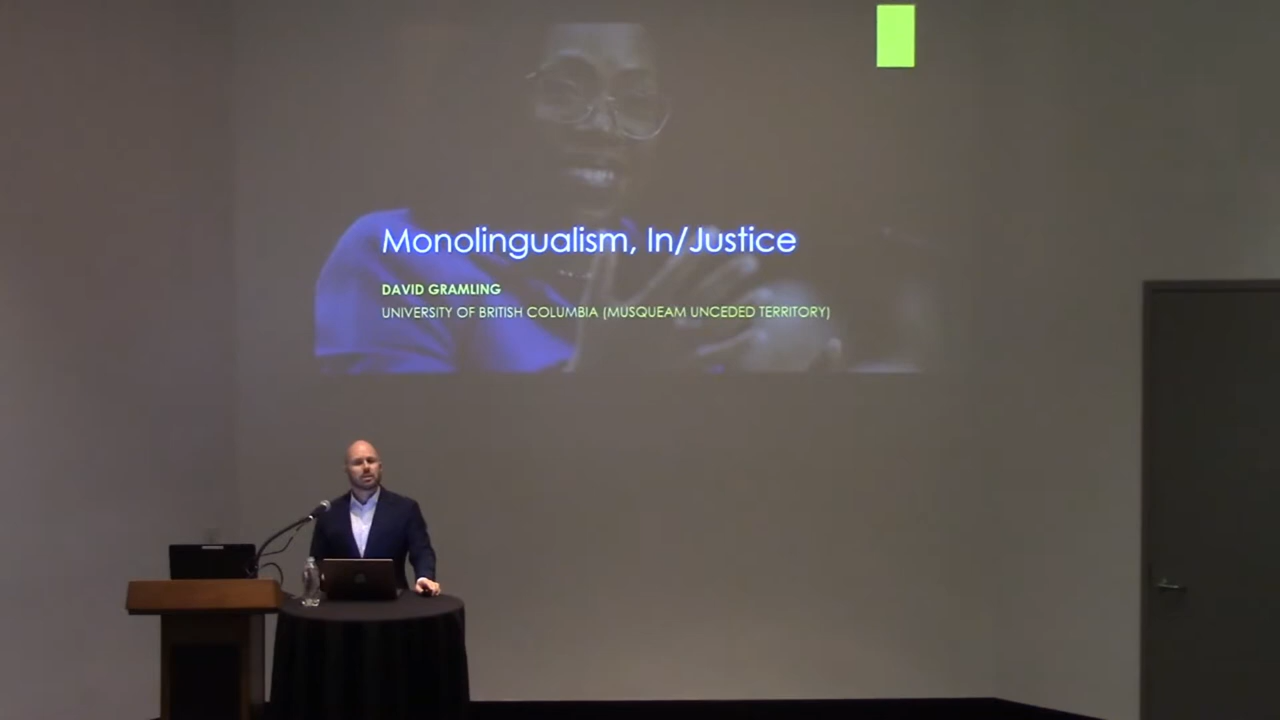 Monolingualism, In/Justice
DAVID GRAMLING
UNIVERSITY OF BRITISH COLUMBIA (MUSQUEAM UNCEDED TERRITORY)